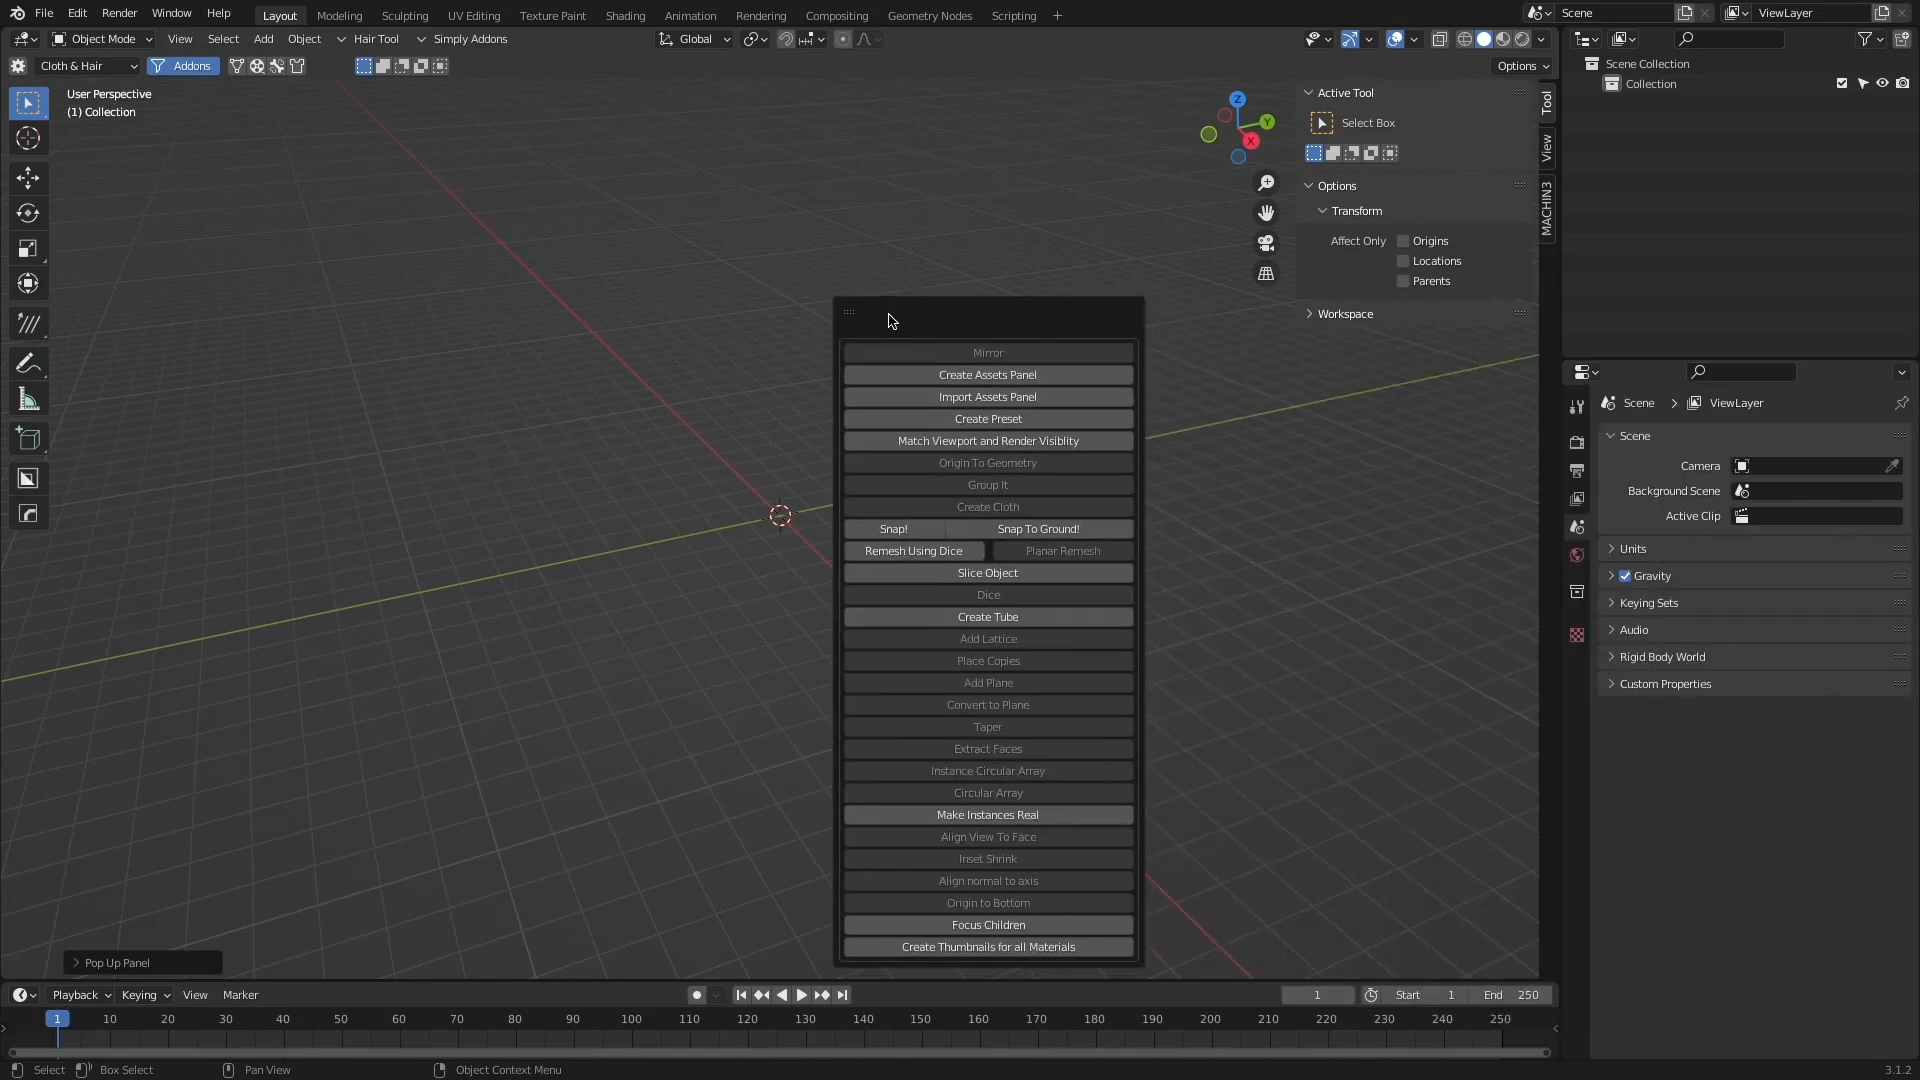 File Edit Render Window Help
Layout Modeling Sculpting UV Editing Texture Paint Shading Animation Rendering Compositing Geometry Nodes Scripting +
Scene
ViewLayer
Object Mode View Select Add Object Hair Tool Simply Addons
Global
Cloth & Hair Addons
Options
User Perspective
(1) Collection
Z
Y
X
Active Tool
Select Box
Options
Transform
Affect Only Origins
Locations
Parents
Workspace
Tool
View
MACHIN3
Scene Collection
Collection
Mirror
Create Assets Panel
Import Assets Panel
Create Preset
Match Viewport and Render Visiblity
Origin To Geometry
Group It
Create Cloth
Snap! Snap To Ground!
Remesh Using Dice Planar Remesh
Slice Object
Dice
Create Tube
Add Lattice
Place Copies
Add Plane
Convert to Plane
Taper
Extract Faces
Instance Circular Array
Circular Array
Make Instances Real
Align View To Face
Inset Shrink
Align normal to axis
Origin to Bottom
Focus Children
Create Thumbnails for all Materials
Scene > ViewLayer
Scene
Camera
Background Scene
Active Clip
Units
Gravity
Keying Sets
Audio
Rigid Body World
Custom Properties
Pop Up Panel
Playback Keying View Marker
1 Start 1 End 250
1 10 20 30 40 50 60 70 80 90 100 110 120 130 140 150 160 170 180 190 200 210 220 230 240 250
Select Box Select Pan View Object Context Menu
3.1.2